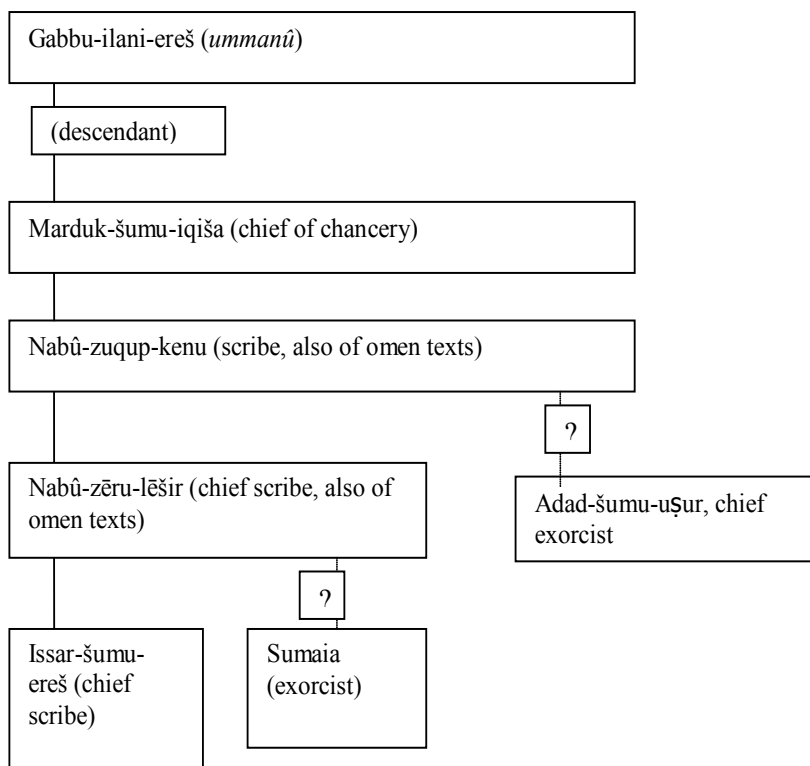 Gabbu-ilani-ereš (ummanû)
(descendant)
Marduk-šumu-iqiša (chief of chancery)
Nabû-zuqup-kenu (scribe, also of omen texts)
?
Nabû-zēru-lēšir (chief scribe, also of
omen texts)
Adad-šumu-uṣur, chief
exorcist
?
Issar-šumu-
ereš (chief
scribe)
Sumaia
(exorcist)